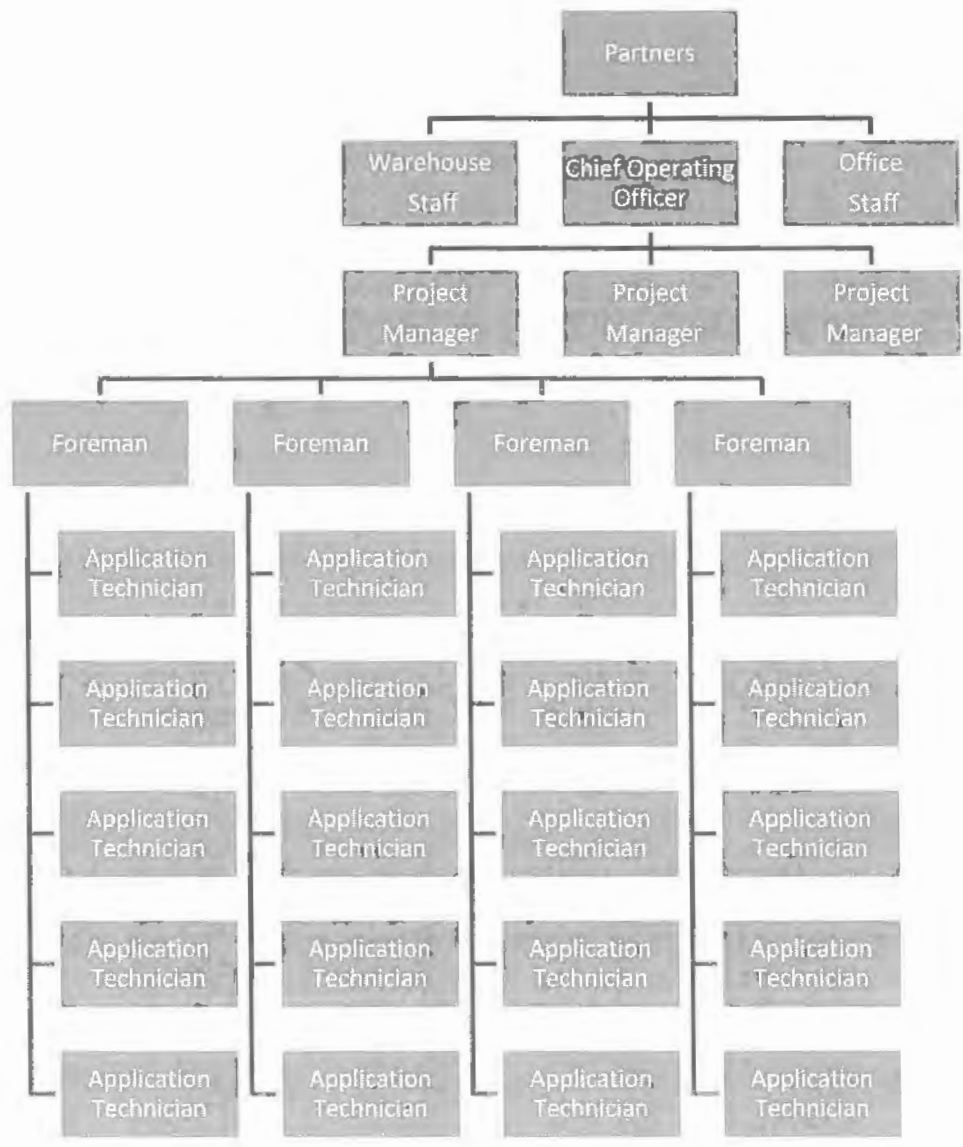 Partners
Warehouse
Staff
Chief Operating
Officer
Office
Staff
Project
Manager
Project
Manager
Project
Manager
Foreman
Foreman
Foreman
Foreman
Application
Technician
Application
Technician
Application
Technician
Application
Technician
Application
Technician
Application
Technician
Application
Technician
Application
Technician
Application
Technician
Application
Technician
Application
Technician
Application
Technician
Application
Technician
Application
Technician
Application
Technician
Application
Technician
Application
Technician
Application
Technician
Application
Technician
Application
Technician